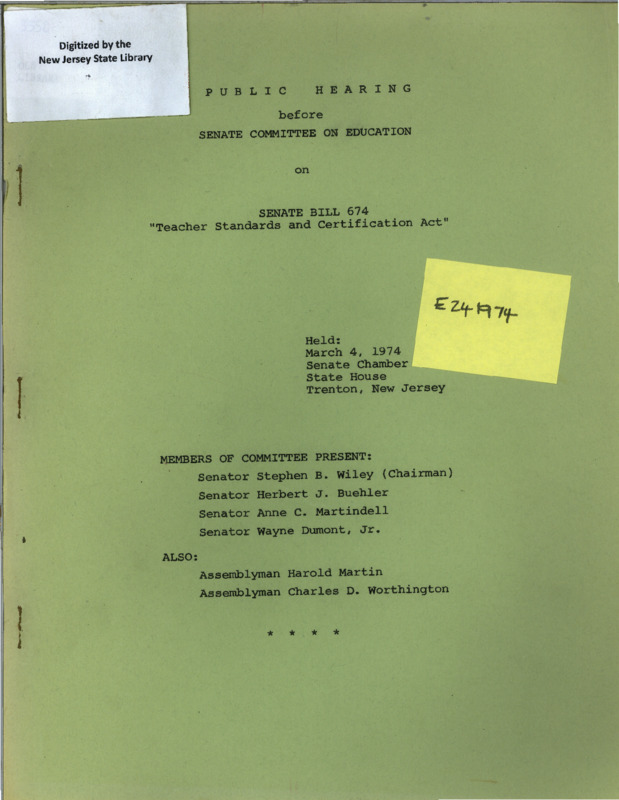 Digitized by the
New Jersey State Library
PUBLIC HEARING
before
SENATE COMMITTEE ON EDUCATION
on
SENATE BILL 674
"Teacher Standards and Certification Act"
E241974
Held:
March 4, 1974
Senate Chamber
State House
Trenton, New Jersey
MEMBERS OF COMMITTEE PRESENT:
Senator Stephen B. Wiley (Chairman)
Senator Herbert J. Buehler
Senator Anne C. Martindell
Senator Wayne Dumont, Jr.
ALSO:
Assemblyman Harold Martin
Assemblyman Charles D. Worthington
* * * *